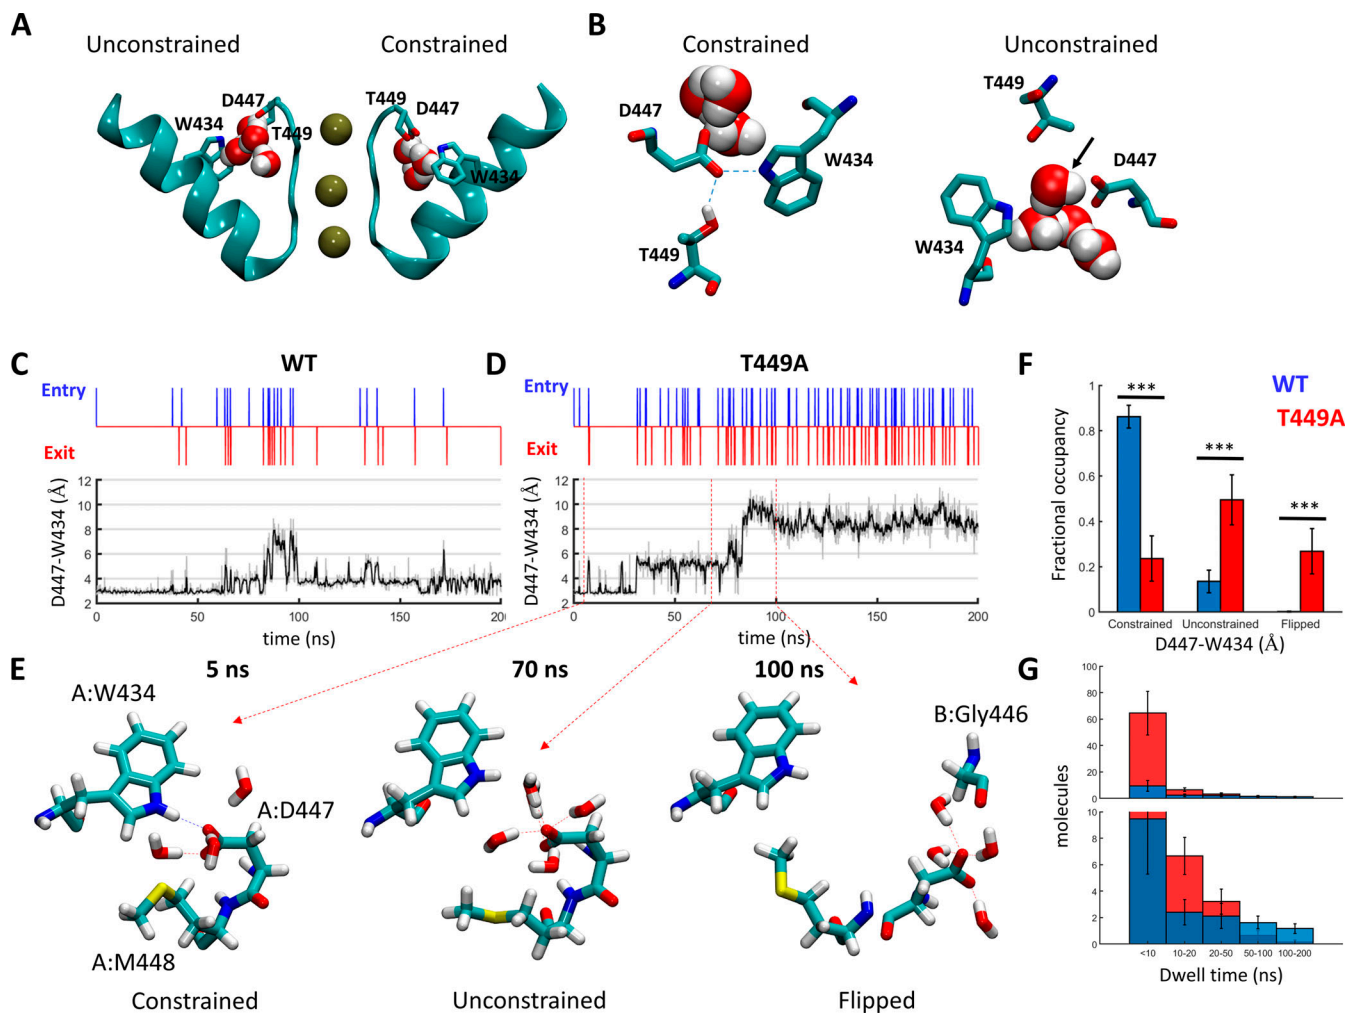 A
Unconstrained
Constrained
D447
W434
T449
T449
D447
W434
B
Constrained
Unconstrained
D447
W434
T449
T449
D447
W434
C
WT
Entry
Exit
D447-W434 (Å)
12
10
8
6
4
2
0
50
100
150
200
time (ns)
D
T449A
Entry
Exit
D447-W434 (Å)
12
10
8
6
4
2
0
50
100
150
200
time (ns)
F
WT
T449A
***
***
***
Fractional occupancy
1
0.8
0.6
0.4
0.2
0
Constrained
Unconstrained
Flipped
D447-W434 (Å)
E
5 ns
70 ns
100 ns
A:W434
A:D447
A:M448
B:Gly446
Constrained
Unconstrained
Flipped
G
molecules
100
80
60
40
20
0
10
8
6
4
2
0
<10
10-20
20-50
50-100
100-200
Dwell time (ns)